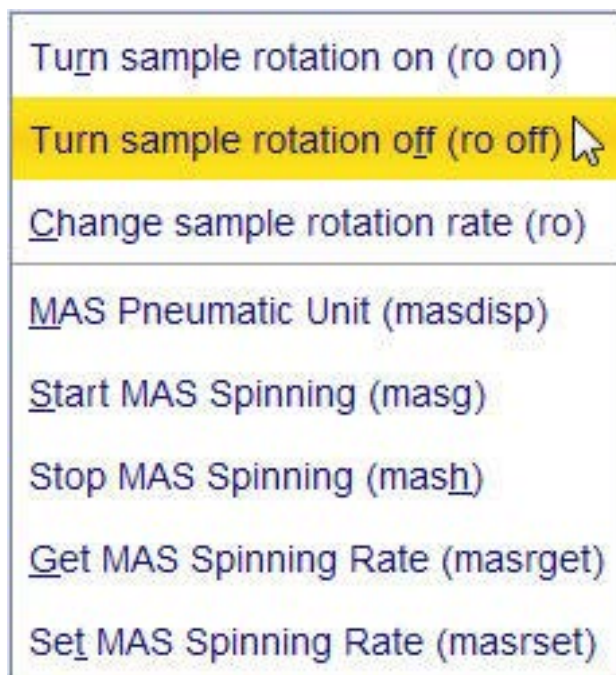 Turn sample rotation on (ro on)
Turn sample rotation off (ro off)
Change sample rotation rate (ro)
MAS Pneumatic Unit (masdisp)
Start MAS Spinning (masg)
Stop MAS Spinning (mash)
Get MAS Spinning Rate (masrget)
Set MAS Spinning Rate (masrset)